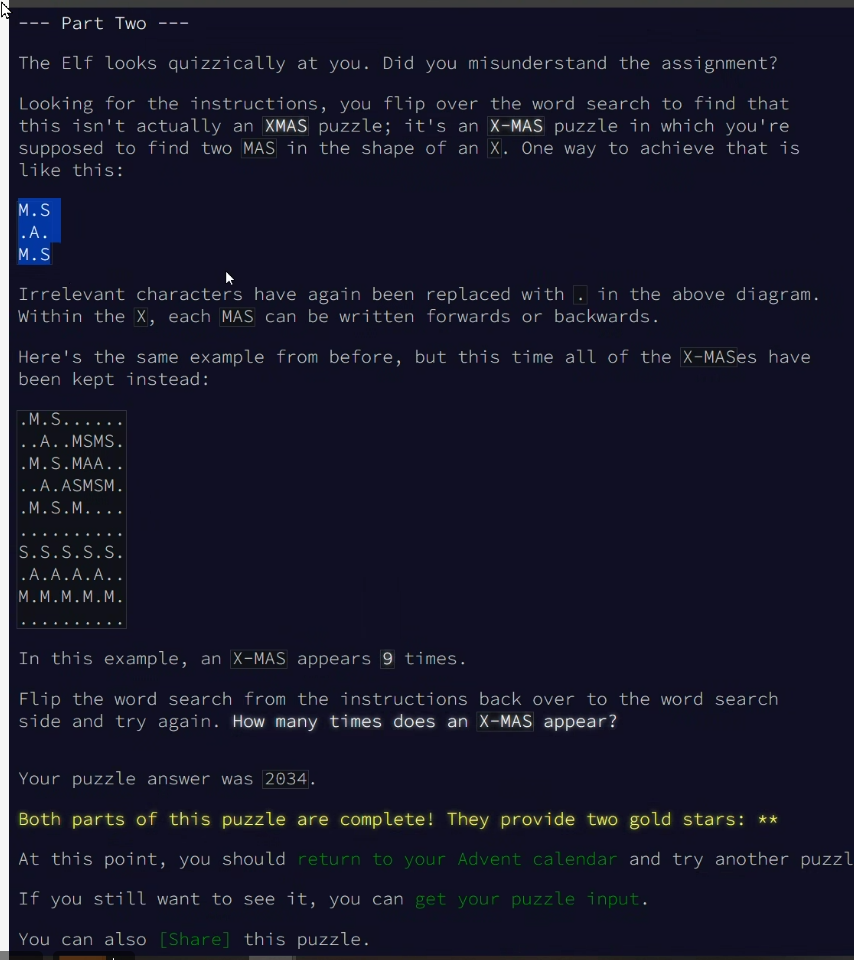 --- Part Two ---
The Elf looks quizzically at you. Did you misunderstand the assignment?
Looking for the instructions, you flip over the word search to find that
this isn't actually an XMAS puzzle; it's an X-MAS puzzle in which you're
supposed to find two MAS in the shape of an X. One way to achieve that is
like this:
M.S
.A.
M.S
Irrelevant characters have again been replaced with . in the above diagram.
Within the X, each MAS can be written forwards or backwards.
Here's the same example from before, but this time all of the X-MASes have
been kept instead:
.M.S......
..A..MSMS.
.M.S.MAA..
..A.ASMSM.
.M.S.M....
..........
S.S.S.S.S.
.A.A.A.A..
M.M.M.M.M.
..........
In this example, an X-MAS appears 9 times.
Flip the word search from the instructions back over to the word search
side and try again. How many times does an X-MAS appear?
Your puzzle answer was 2034.
Both parts of this puzzle are complete! They provide two gold stars: **
At this point, you should return to your Advent calendar and try another puzzl
If you still want to see it, you can get your puzzle input.
You can also [Share] this puzzle.